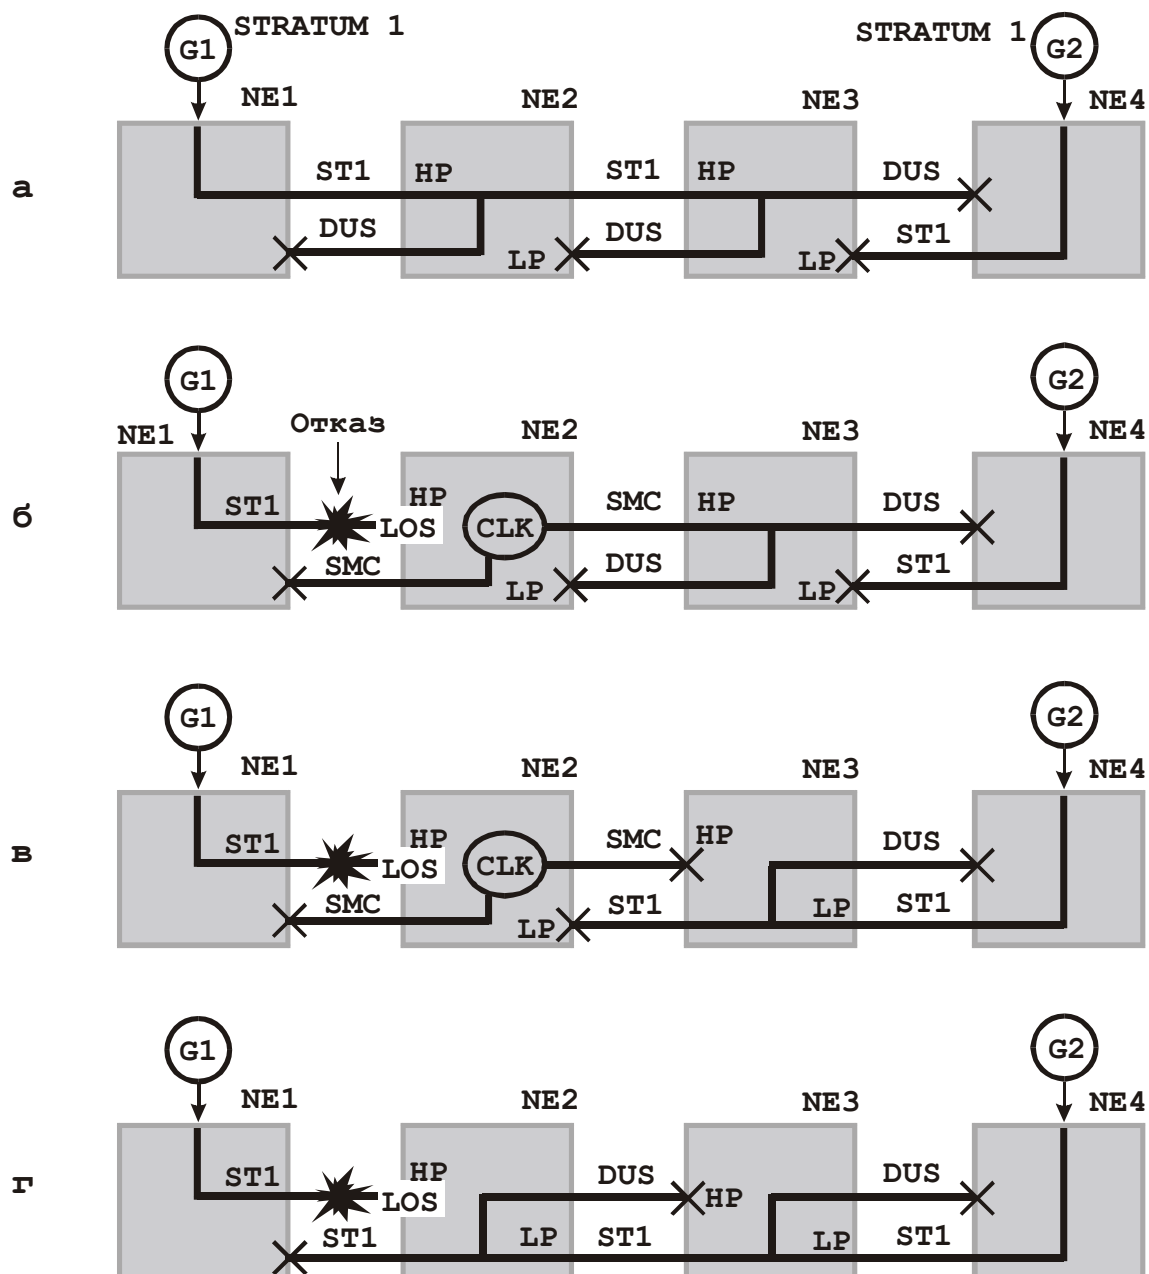 STRATUM 1 STRATUM 1
G1 G2
NE1 NE2 NE3 NE4
а ST1 HP ST1 HP DUS
DUS LP DUS LP ST1
G1 G2
NE1 Отказ NE2 NE3 NE4
б ST1 LOS HP CLK SMC HP DUS
SMC LP DUS LP ST1
G1 G2
NE1 NE2 NE3 NE4
в ST1 LOS HP CLK SMC HP DUS
SMC LP ST1 LP ST1
G1 G2
NE1 NE2 NE3 NE4
г ST1 LOS HP DUS HP DUS
ST1 LP ST1 LP ST1